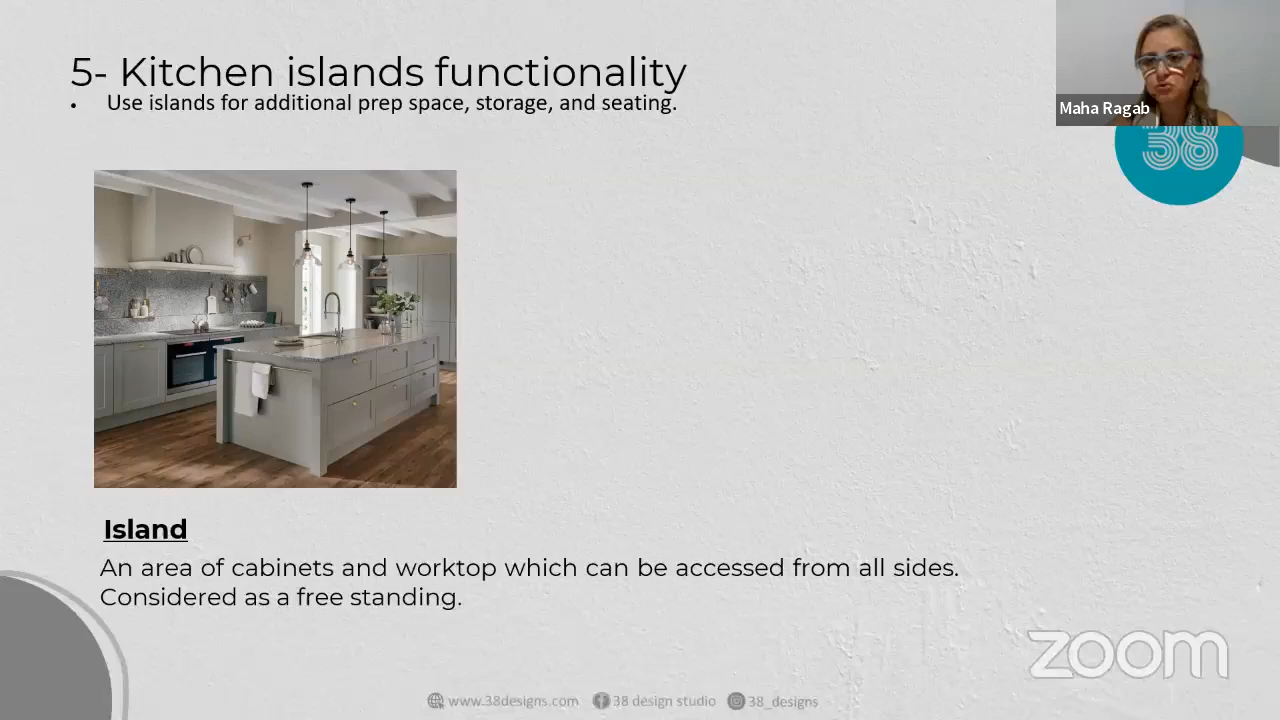 5- Kitchen islands functionality
• Use islands for additional prep space, storage, and seating.
Maha Ragab
38
Island
An area of cabinets and worktop which can be accessed from all sides.
Considered as a free standing.
zoom
www.38designs.com 38 design studio 38_designs